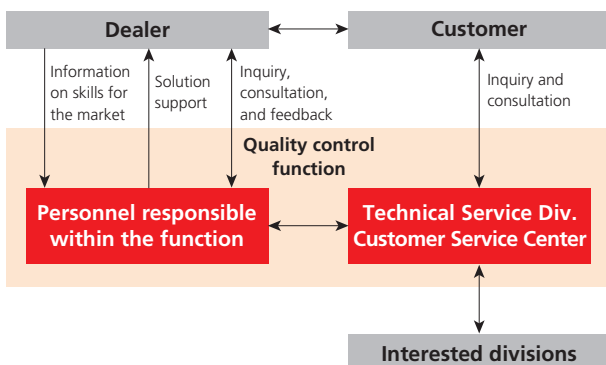 Dealer
Customer
Information
on skills for
the market
Solution
support
Inquiry,
consultation,
and feedback
Inquiry and
consultation
Quality control
function
Personnel responsible
within the function
Technical Service Div.
Customer Service Center
Interested divisions